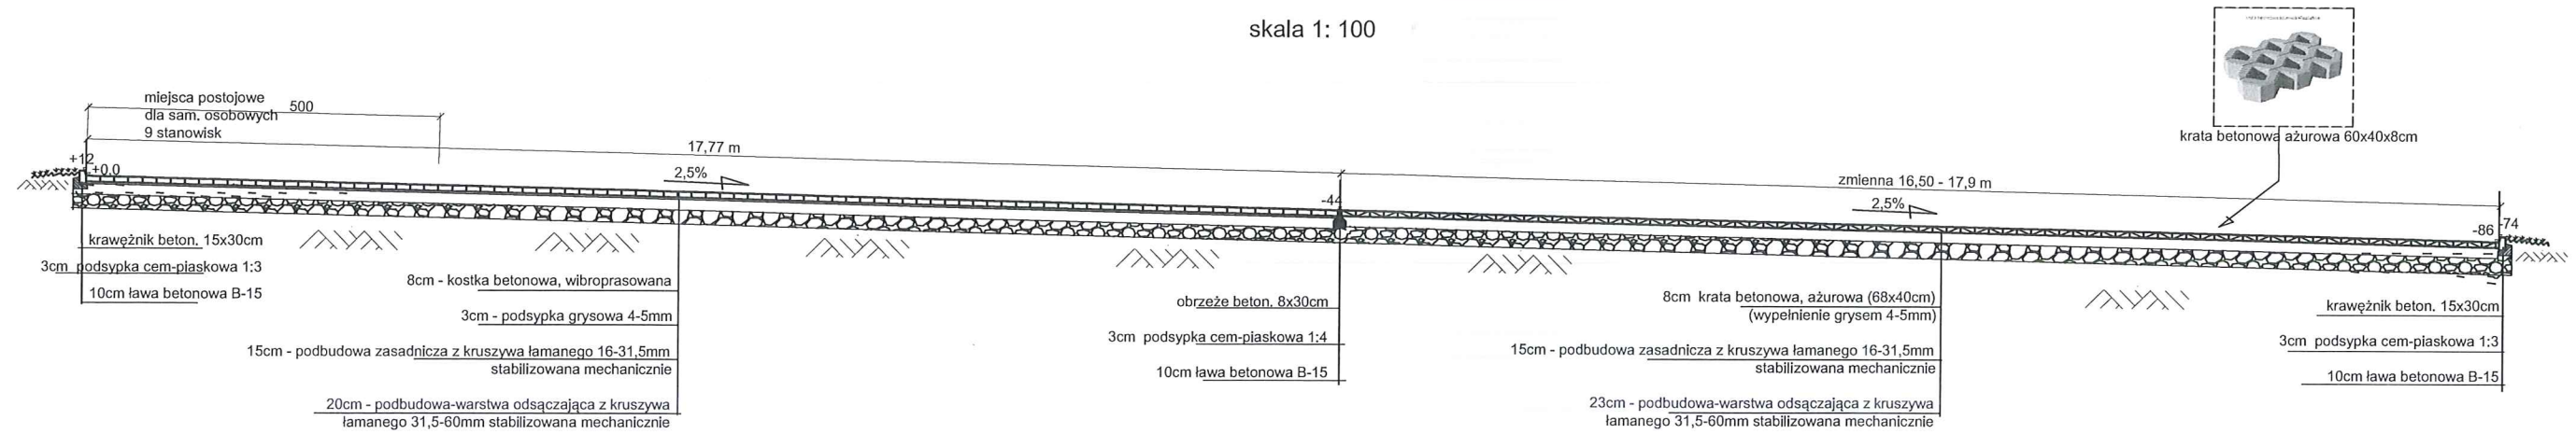 skala 1: 100
miejsca postojowe
dla sam. osobowych
9 stanowisk
500
17,77 m
+12
+0,0
2,5%
-44
zmienna 16,50 - 17,9 m
2,5%
krata betonowa ażurowa 60x40x8cm
-86
-74
krawężnik beton. 15x30cm
3cm podsypka cem-piaskowa 1:3
10cm ława betonowa B-15
8cm - kostka betonowa, wibroprasowana
3cm - podsypka grysowa 4-5mm
15cm - podbudowa zasadnicza z kruszywa łamanego 16-31,5mm
stabilizowana mechanicznie
20cm - podbudowa-warstwa odsączająca z kruszywa
łamanego 31,5-60mm stabilizowana mechanicznie
obrzeże beton. 8x30cm
3cm podsypka cem-piaskowa 1:4
10cm ława betonowa B-15
8cm krata betonowa, ażurowa (68x40cm)
(wypełnienie grysem 4-5mm)
15cm - podbudowa zasadnicza z kruszywa łamanego 16-31,5mm
stabilizowana mechanicznie
23cm - podbudowa-warstwa odsączająca z kruszywa
łamanego 31,5-60mm stabilizowana mechanicznie
krawężnik beton. 15x30cm
3cm podsypka cem-piaskowa 1:3
10cm ława betonowa B-15